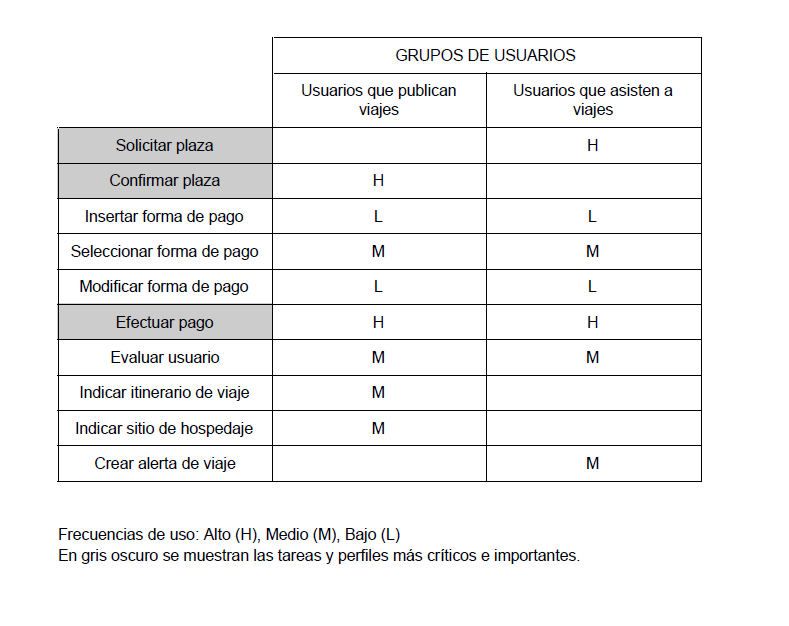 GRUPOS DE USUARIOS
Usuarios que publican viajes
Usuarios que asisten a viajes
Solicitar plaza H
Confirmar plaza H
Insertar forma de pago L L
Seleccionar forma de pago M M
Modificar forma de pago L L
Efectuar pago H H
Evaluar usuario M M
Indicar itinerario de viaje M
Indicar sitio de hospedaje M
Crear alerta de viaje M
Frecuencias de uso: Alto (H), Medio (M), Bajo (L)
En gris oscuro se muestran las tareas y perfiles más críticos e importantes.